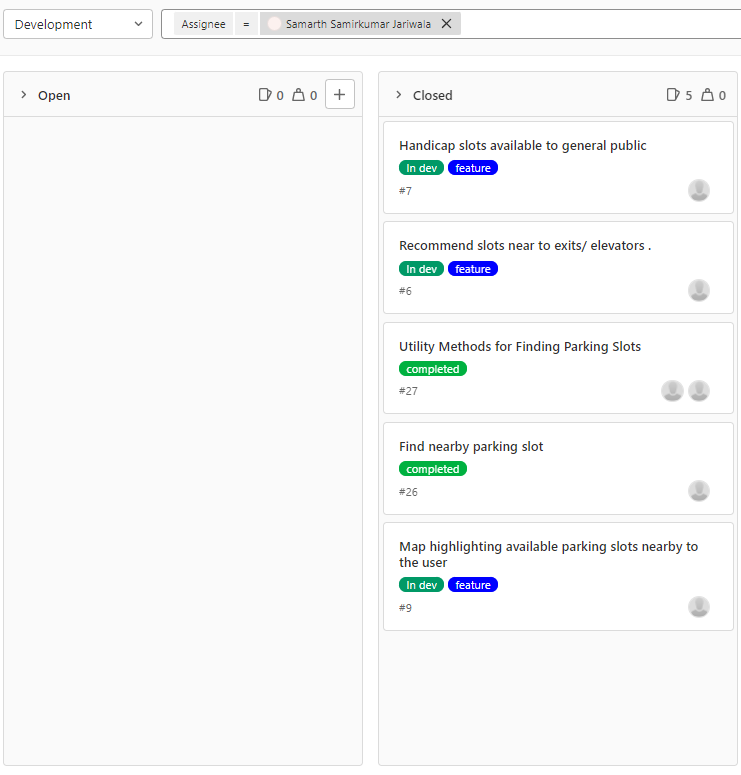 Development
Assignee = Samarth Samirkumar Jariwala
Open 0 0
Closed 5 0
Handicap slots available to general public
In dev feature
#7
Recommend slots near to exits/ elevators .
In dev feature
#6
Utility Methods for Finding Parking Slots
completed
#27
Find nearby parking slot
completed
#26
Map highlighting available parking slots nearby to
the user
In dev feature
#9